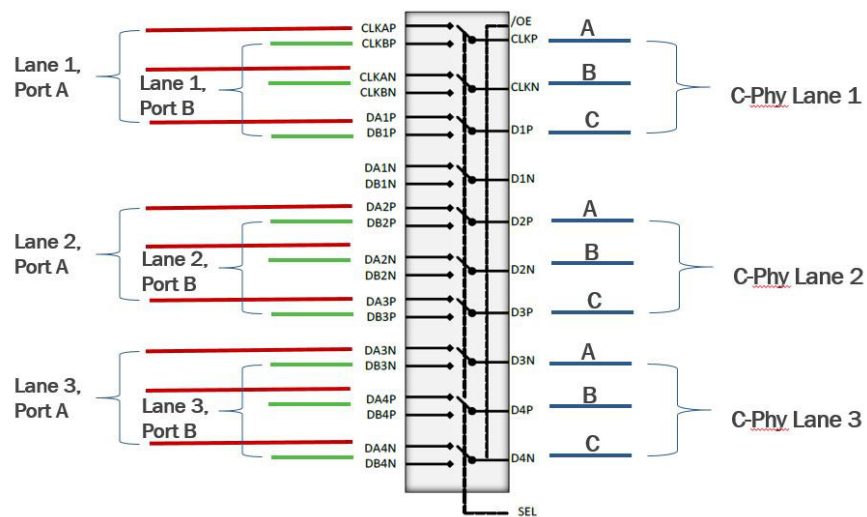 Lane 1,
Port A
Lane 1,
Port B
CLKAP
CLKBP
CLKAN
CLKBN
DA1P
DB1P
DA1N
DB1N
Lane 2,
Port A
Lane 2,
Port B
DA2P
DB2P
DA2N
DB2N
DA3P
DB3P
Lane 3,
Port A
Lane 3,
Port B
DA3N
DB3N
DA4P
DB4P
DA4N
DB4N
/OE
CLKP
CLKN
D1P
D1N
D2P
D2N
D3P
D3N
D4P
D4N
SEL
A
B
C
C-Phy Lane 1
A
B
C
C-Phy Lane 2
A
B
C
C-Phy Lane 3